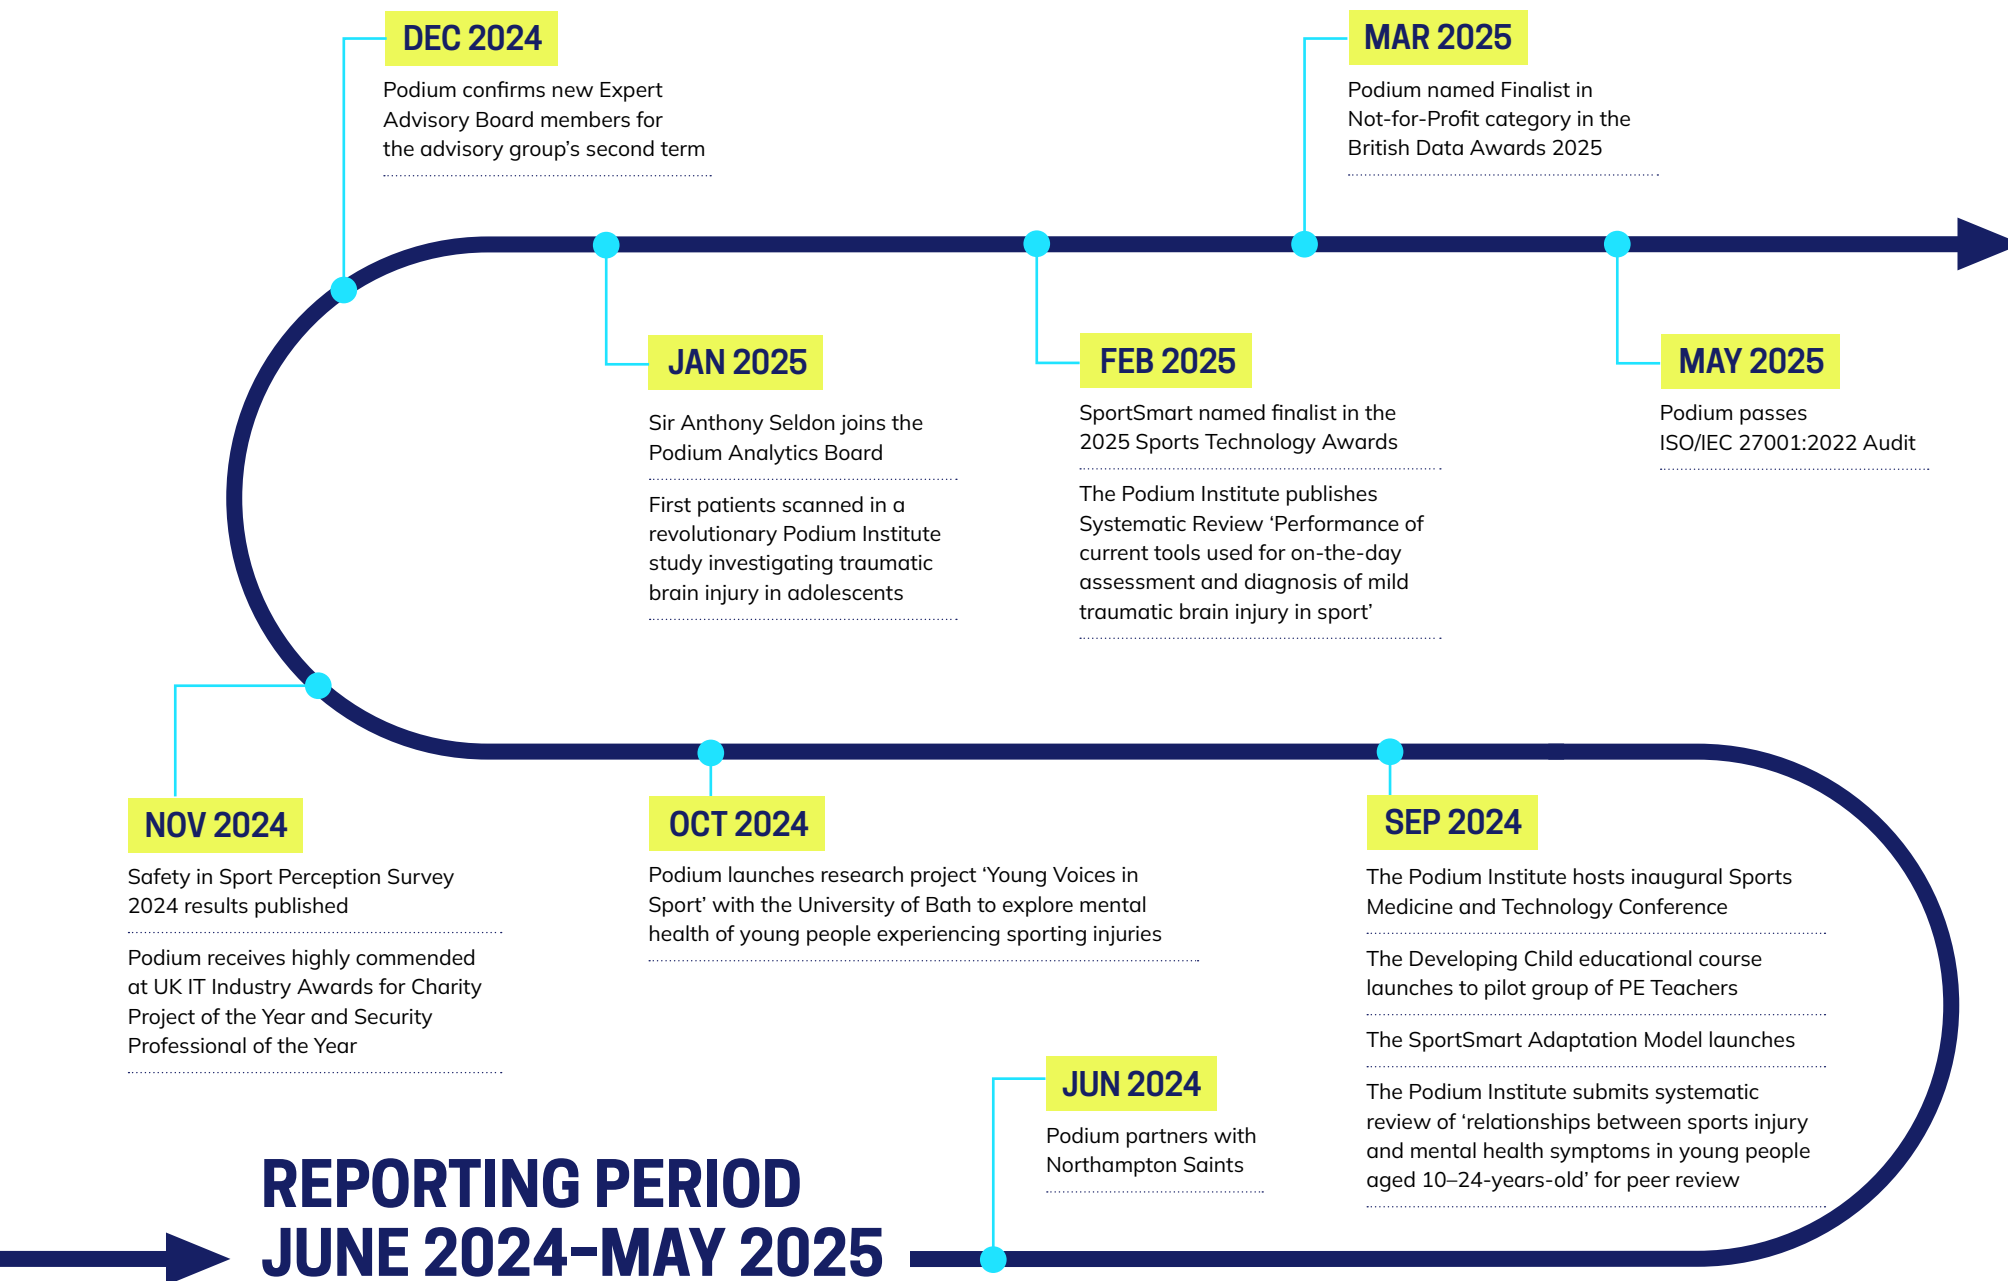 DEC 2024
Podium confirms new Expert
Advisory Board members for
the advisory group’s second term
MAR 2025
Podium named Finalist in
Not-for-Profit category in the
British Data Awards 2025
JAN 2025
Sir Anthony Seldon joins the
Podium Analytics Board
First patients scanned in a
revolutionary Podium Institute
study investigating traumatic
brain injury in adolescents
FEB 2025
SportSmart named finalist in the
2025 Sports Technology Awards
The Podium Institute publishes
Systematic Review ‘Performance of
current tools used for on-the-day
assessment and diagnosis of mild
traumatic brain injury in sport’
MAY 2025
Podium passes
ISO/IEC 27001:2022 Audit
NOV 2024
Safety in Sport Perception Survey
2024 results published
Podium receives highly commended
at UK IT Industry Awards for Charity
Project of the Year and Security
Professional of the Year
OCT 2024
Podium launches research project ‘Young Voices in
Sport’ with the University of Bath to explore mental
health of young people experiencing sporting injuries
SEP 2024
The Podium Institute hosts inaugural Sports
Medicine and Technology Conference
The Developing Child educational course
launches to pilot group of PE Teachers
The SportSmart Adaptation Model launches
The Podium Institute submits systematic
review of ‘relationships between sports injury
and mental health symptoms in young people
aged 10–24-years-old’ for peer review
JUN 2024
Podium partners with
Northampton Saints
REPORTING PERIOD
JUNE 2024–MAY 2025